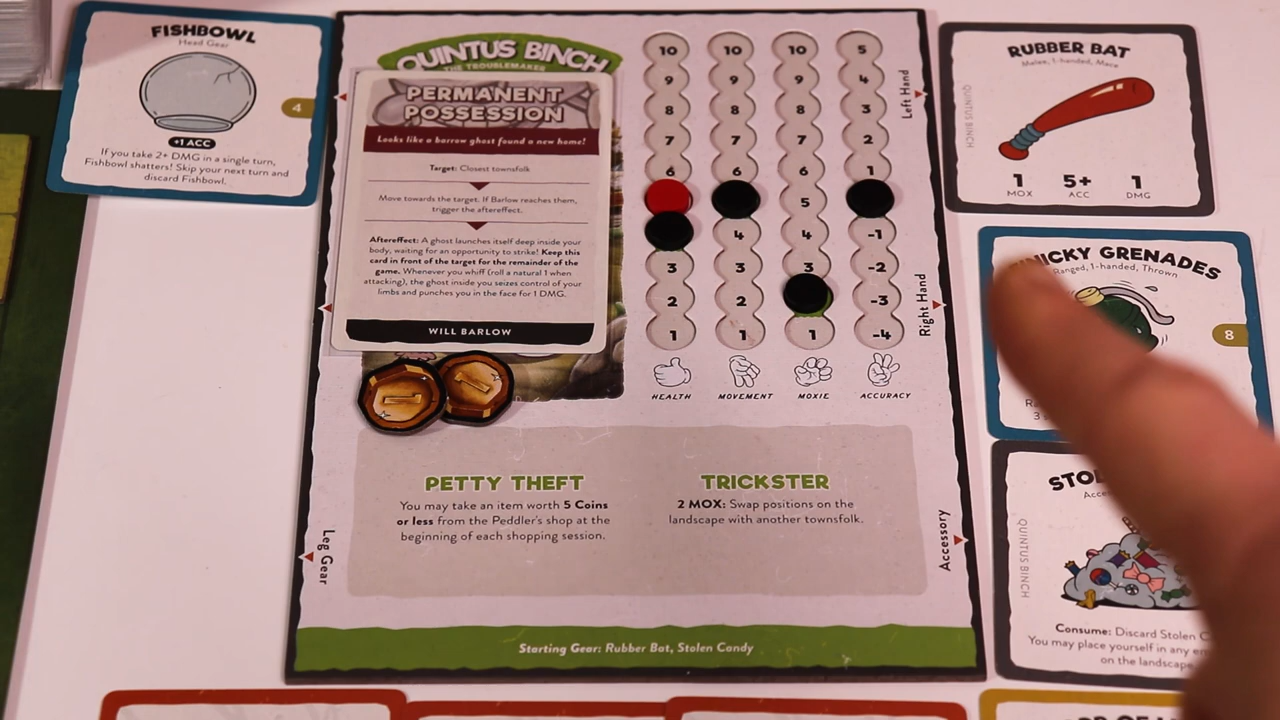 FISHBOWL
Head Gear
4
+1 ACC
If you take 2+ DMG in a single turn,
Fishbowl shatters! Skip your next turn and
discard Fishbowl.
QUINTUS BINCH
THE TROUBLEMAKER
PERMANENT
POSSESSION
Looks like a barrow ghost found a new home!
Target: Closest townsfolk
Move towards the target. If Barlow reaches them,
trigger the aftereffect.
Aftereffect: A ghost launches itself deep inside your
body, waiting for an opportunity to strike! Keep this
card in front of the target for the remainder of the
game. Whenever you whiff (roll a natural 1 when
attacking), the ghost inside you seizes control of your
limbs and punches you in the face for 1 DMG.
WILL BARLOW
10 10 10 5
9 9 9 4
8 8 8 3
7 7 7 2
6 6 6 1
5
4 4 -1
3 3 3 -2
2 2 -3
1 1 1 -4
HEALTH MOVEMENT MOXIE ACCURACY
Left Hand
Right Hand
Leg Gear
Accessory
PETTY THEFT
You may take an item worth 5 Coins
or less from the Peddler's shop at the
beginning of each shopping session.
TRICKSTER
2 MOX: Swap positions on the
landscape with another townsfolk.
Starting Gear: Rubber Bat, Stolen Candy
RUBBER BAT
Melee, 1-handed, Mace
QUINTUS BINCH
1 5+ 1
MOX ACC DMG
GRENADES
Ranged, 1-handed, Thrown
8
3
QUINTUS BINCH
Consume: Discard Stolen
You may place yourself in any
on the landscape